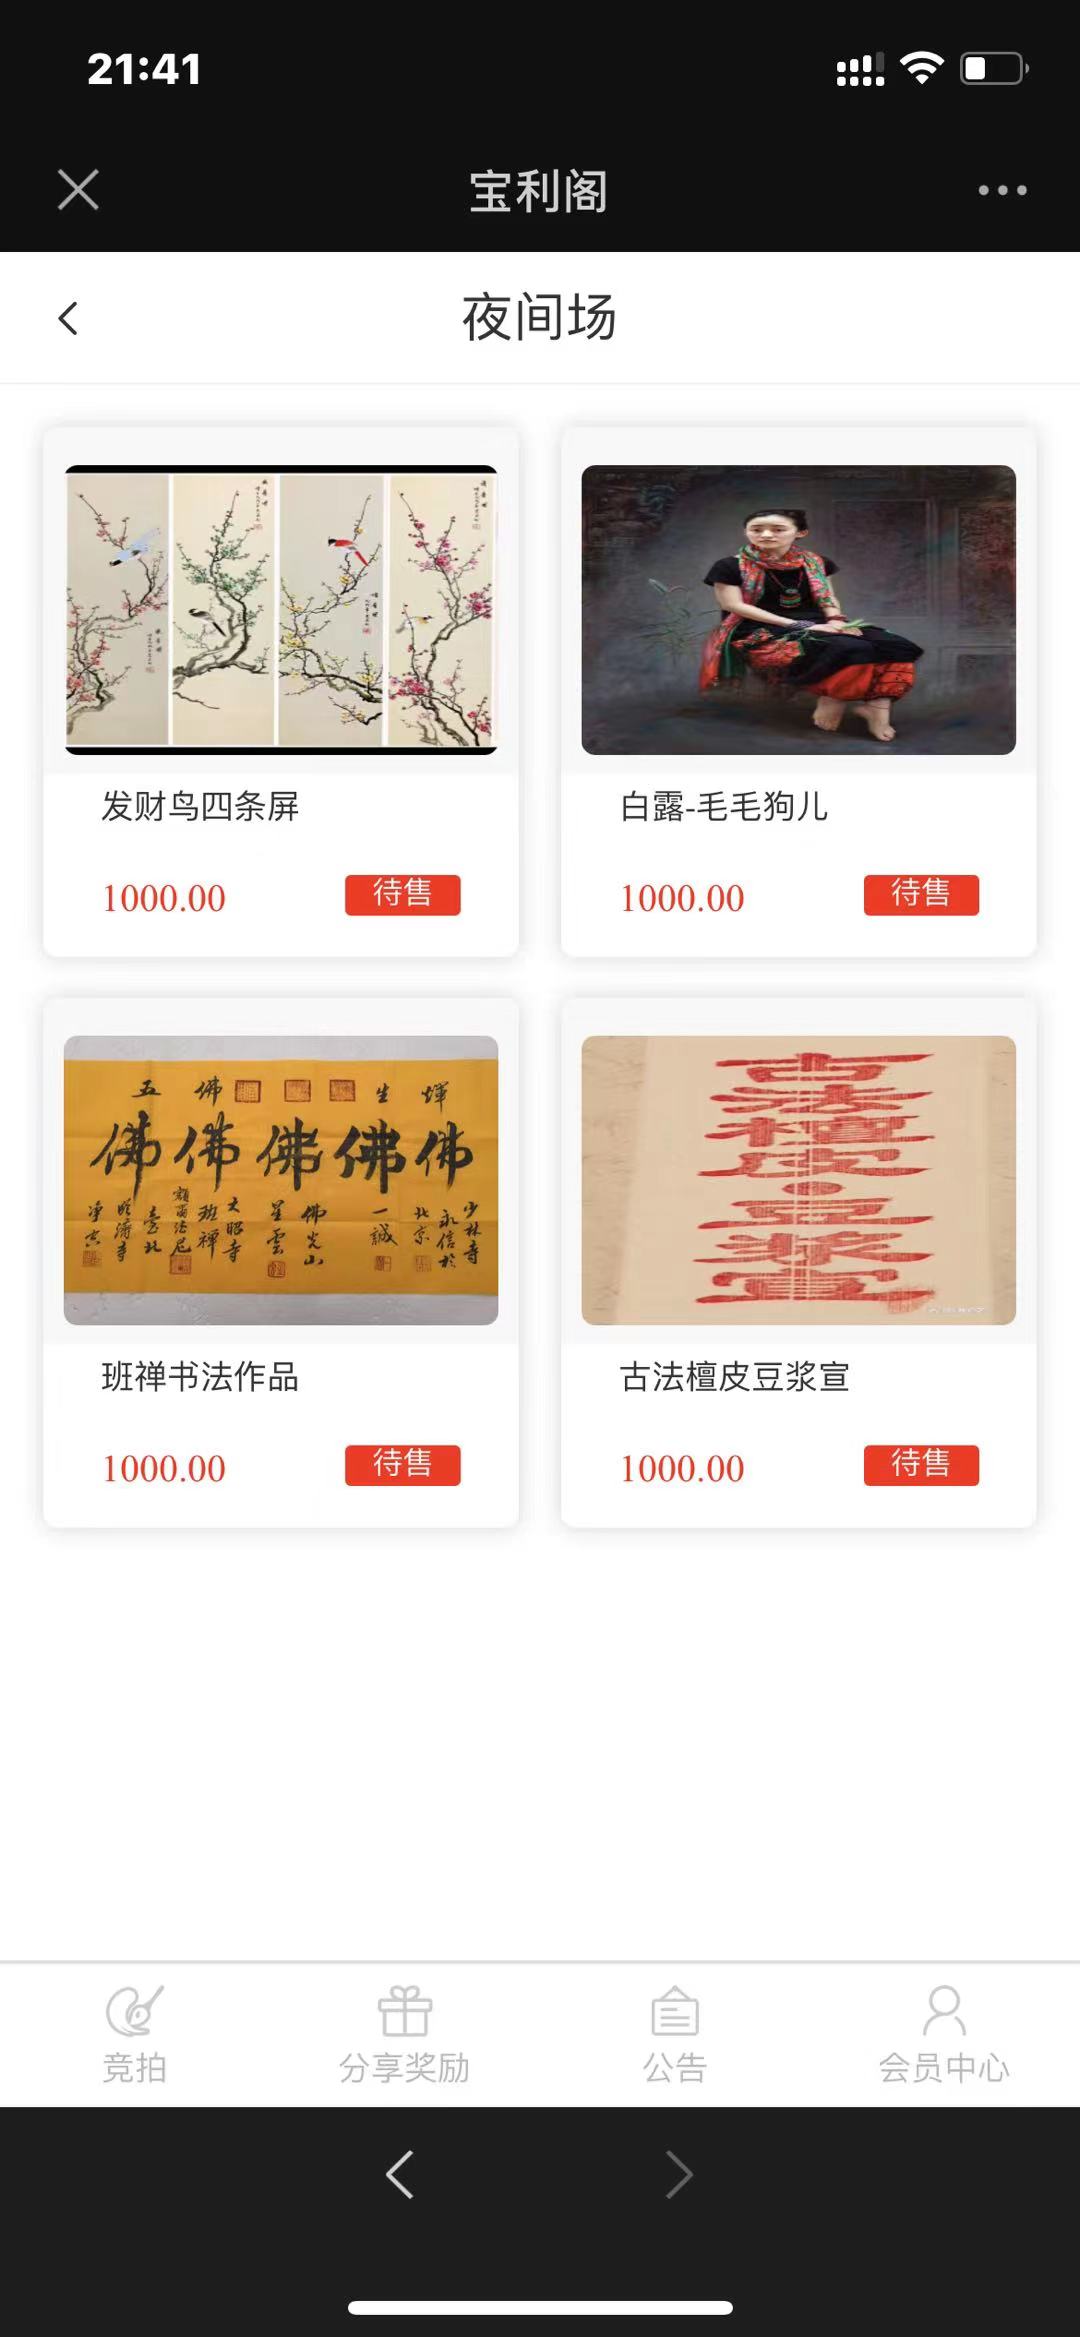 21:41
宝利阁
夜间场
发财鸟四条屏
1000.00
待售
白露-毛毛狗儿
1000.00
待售
五佛生煇
佛佛佛佛佛
班禅书法作品
1000.00
待售
古法檀皮豆浆宣
古法檀皮豆浆宣
1000.00
待售
竞拍
分享奖励
公告
会员中心